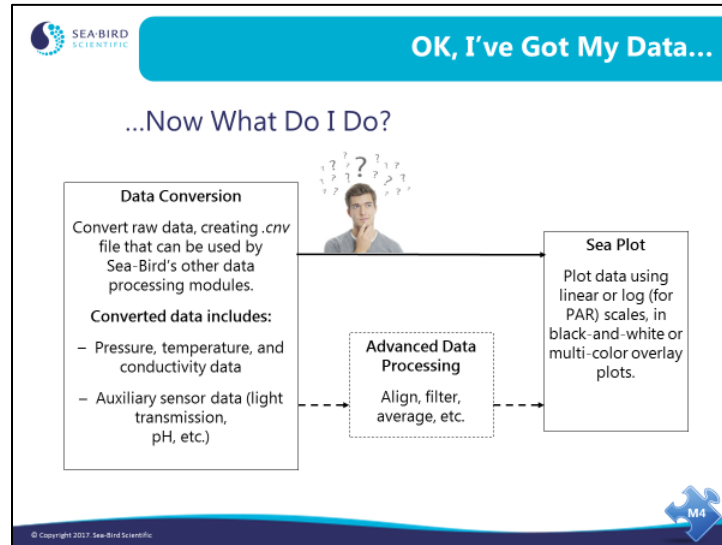 SEA·BIRD
SCIENTIFIC
OK, I've Got My Data...
...Now What Do I Do?
Data Conversion
Convert raw data, creating .cnv
file that can be used by
Sea-Bird's other data
processing modules.
Converted data includes:
– Pressure, temperature, and
conductivity data
– Auxiliary sensor data (light
transmission,
pH, etc.)
? ? ? ? ? ? ? ? ? ? ? ? ?
Advanced Data
Processing
Align, filter,
average, etc.
Sea Plot
Plot data using
linear or log (for
PAR) scales, in
black-and-white or
multi-color overlay
plots.
M4
© Copyright 2017. Sea-Bird Scientific